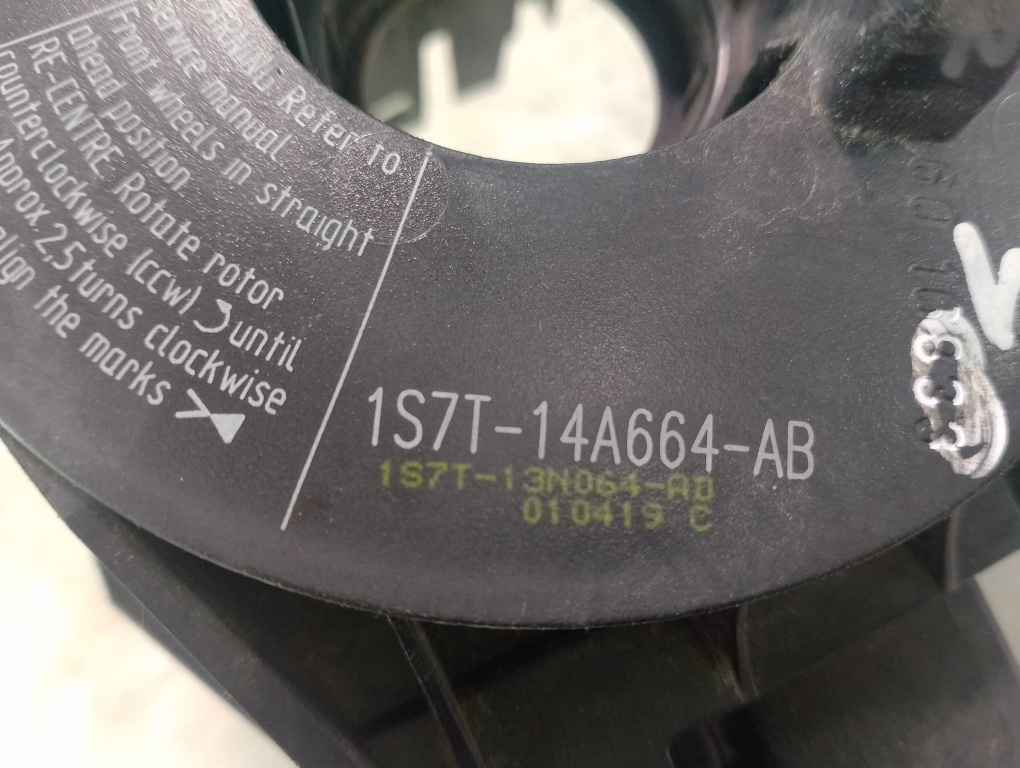 Refer to
service manual
Front wheels in straight
ahead position
RE-CENTRE Rotate rotor
Counterclockwise (ccw) until
Approx. 2,5 turns clockwise
align the marks
1S7T-14A664-AB
1S7T-13N064-AD
010419 C